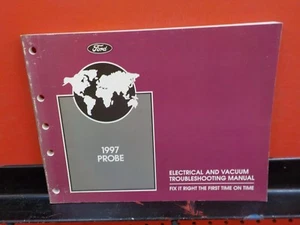 Ford
1997
PROBE
ELECTRICAL AND VACUUM
TROUBLESHOOTING MANUAL
FIX IT RIGHT THE FIRST TIME ON TIME